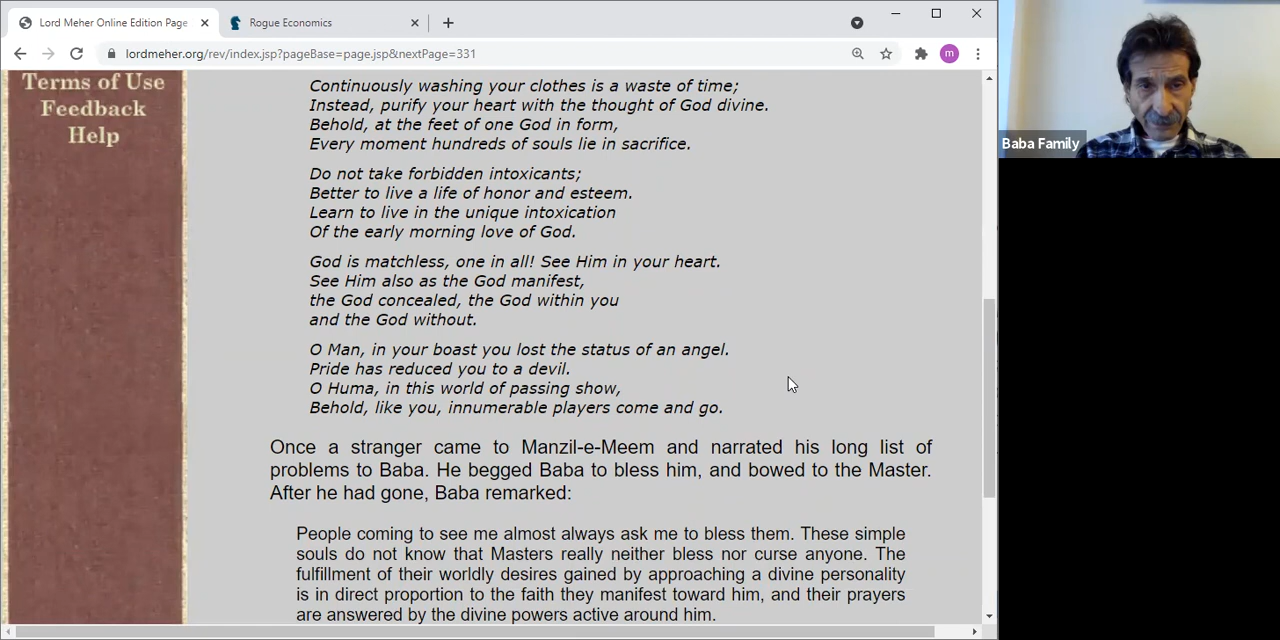 Lord Meher Online Edition Page
Rogue Economics
lordmeher.org/rev/index.jsp?pageBase=page.jsp&nextPage=331
m
Terms of Use
Feedback
Help
Continuously washing your clothes is a waste of time;
Instead, purify your heart with the thought of God divine.
Behold, at the feet of one God in form,
Every moment hundreds of souls lie in sacrifice.
Do not take forbidden intoxicants;
Better to live a life of honor and esteem.
Learn to live in the unique intoxication
Of the early morning love of God.
God is matchless, one in all! See Him in your heart.
See Him also as the God manifest,
the God concealed, the God within you
and the God without.
O Man, in your boast you lost the status of an angel.
Pride has reduced you to a devil.
O Huma, in this world of passing show,
Behold, like you, innumerable players come and go.
Once a stranger came to Manzil-e-Meem and narrated his long list of
problems to Baba. He begged Baba to bless him, and bowed to the Master.
After he had gone, Baba remarked:
People coming to see me almost always ask me to bless them. These simple
souls do not know that Masters really neither bless nor curse anyone. The
fulfillment of their worldly desires gained by approaching a divine personality
is in direct proportion to the faith they manifest toward him, and their prayers
are answered by the divine powers active around him.
Baba Family